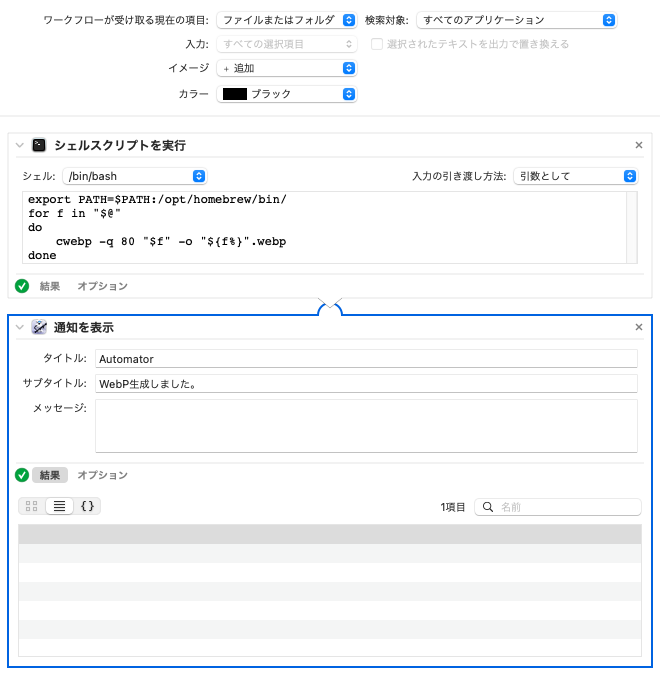 ワークフローが受け取る現在の項目: ファイルまたはフォルダ 検索対象: すべてのアプリケーション
入力: すべての選択項目 選択されたテキストを出力で置き換える
イメージ + 追加
カラー ブラック
シェルスクリプトを実行
シェル: /bin/bash 入力の引き渡し方法: 引数として
export PATH=$PATH:/opt/homebrew/bin/
for f in "$@"
do
    cwebp -q 80 "$f" -o "${f%}".webp
done
結果 オプション
通知を表示
タイトル: Automator
サブタイトル: WebP生成しました。
メッセージ:
結果 オプション
{ } 1項目 名前